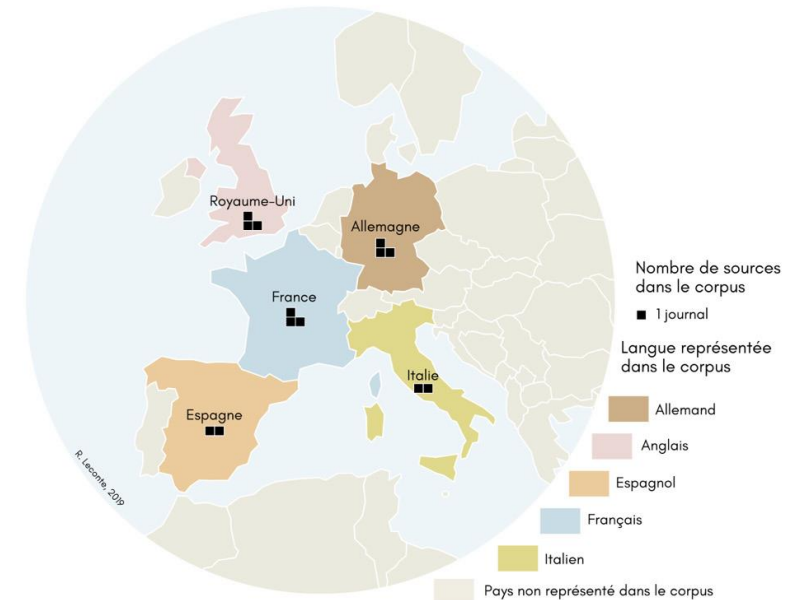 Royaume-Uni
Allemagne
France
Italie
Espagne
R. Leconte, 2019
Nombre de sources
dans le corpus
1 journal
Langue représentée
dans le corpus
Allemand
Anglais
Espagnol
Français
Italien
Pays non représenté dans le corpus